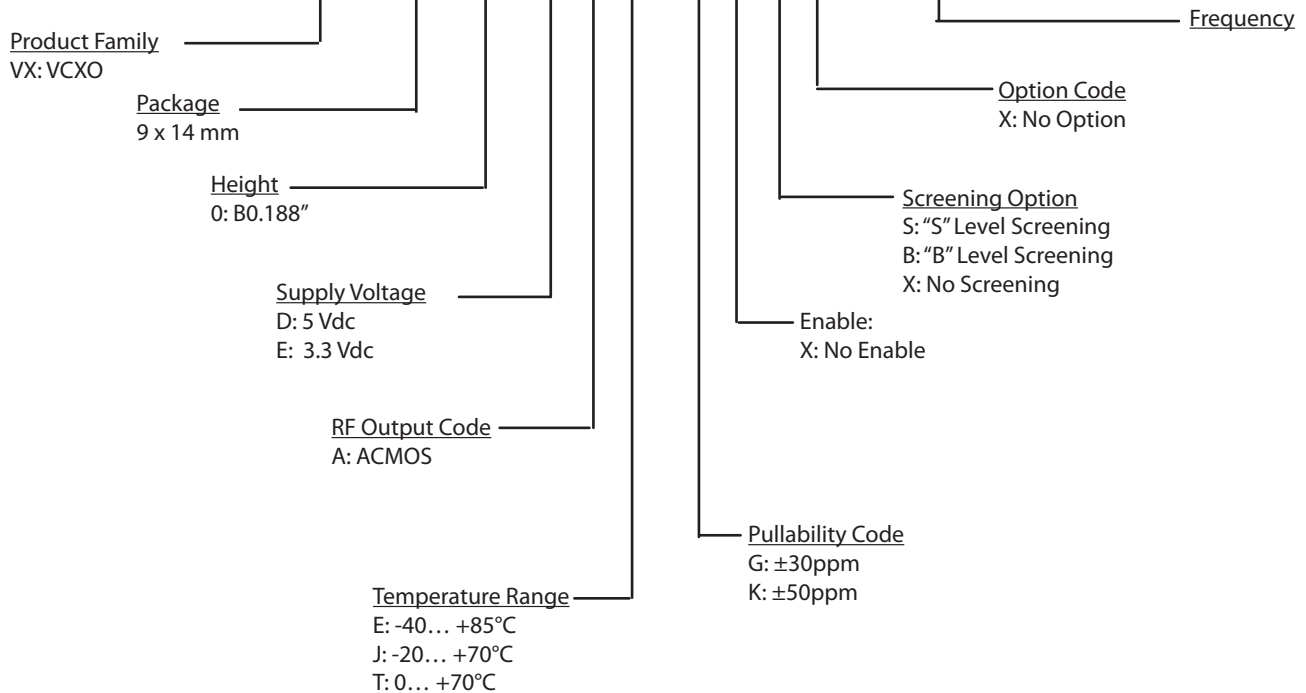 Frequency
Product Family
VX: VCXO
Option Code
X: No Option
Package
9 x 14 mm
Height
0: B0.188”
Screening Option
S: “S” Level Screening
B: “B” Level Screening
X: No Screening
Supply Voltage
D: 5 Vdc
E: 3.3 Vdc
Enable:
X: No Enable
RF Output Code
A: ACMOS
Pullability Code
G: ±30ppm
K: ±50ppm
Temperature Range
E: -40… +85°C
J: -20… +70°C
T: 0… +70°C